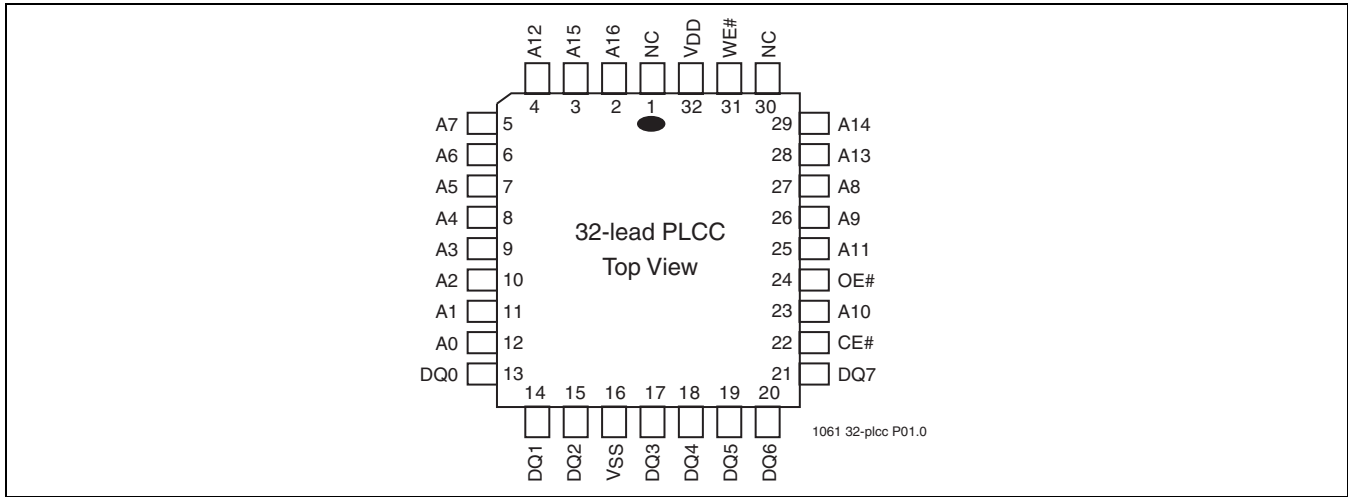 A12 A15 A16 NC VDD WE# NC
4 3 2 1 32 31 30
A7 5 29 A14
A6 6 28 A13
A5 7 27 A8
A4 8 26 A9
32-lead PLCC
A3 9 25 A11
Top View
A2 10 24 OE#
A1 11 23 A10
A0 12 22 CE#
DQ0 13 21 DQ7
14 15 16 17 18 19 20
DQ1 DQ2 VSS DQ3 DQ4 DQ5 DQ6
1061 32-plcc P01.0